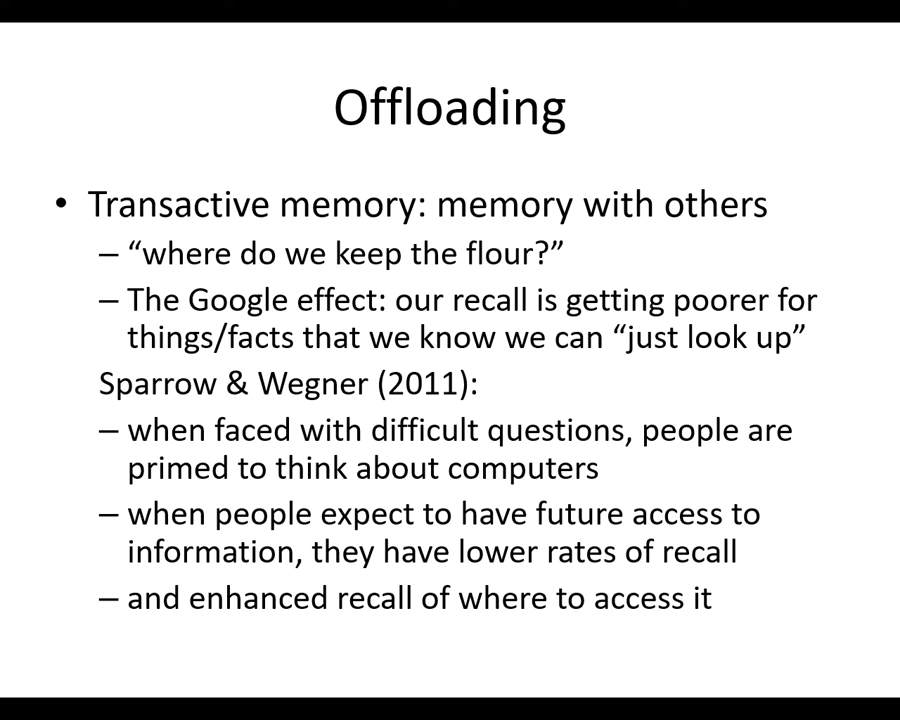 Offloading
• Transactive memory: memory with others
– “where do we keep the flour?”
– The Google effect: our recall is getting poorer for
things/facts that we know we can “just look up”
Sparrow & Wegner (2011):
– when faced with difficult questions, people are
primed to think about computers
– when people expect to have future access to
information, they have lower rates of recall
– and enhanced recall of where to access it